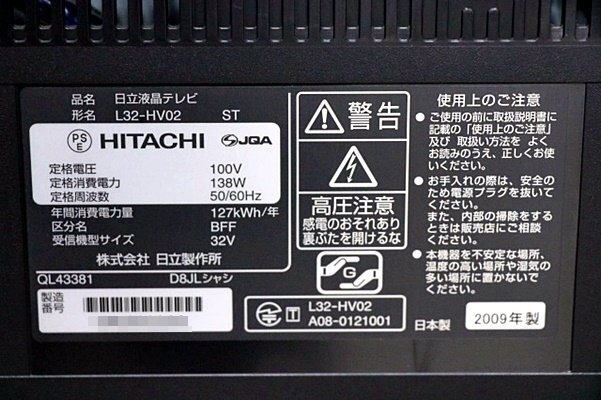 品名 日立液晶テレビ
形名 L32-HV02 ST
PS E HITACHI JQA
定格電圧 100V
定格消費電力 138W
定格周波数 50/60Hz
年間消費電力量 127kWh/年
区分名 BFF
受信機型サイズ 32V
株式会社 日立製作所
QL43381 D8JLシャシ
製造
番号
警告
高圧注意
感電のおそれあり
裏ぶたを開けるな
G
T L32-HV02
A08-0121001
使用上のご注意
● ご使用の前に取扱説明書に
記載の「使用上のご注意」
及び 取扱い方法を よく
お読みのうえ、正しくお使
いください。
● お手入れの際は、安全の
ため電源プラグを抜いて
ください。
また、内部の掃除をする
ときは販売店にご相談
ください。
● 本機器を不安定な場所、
温度の高い場所や湿気の
多い場所に置かないで
ください。
日本製 2009年製